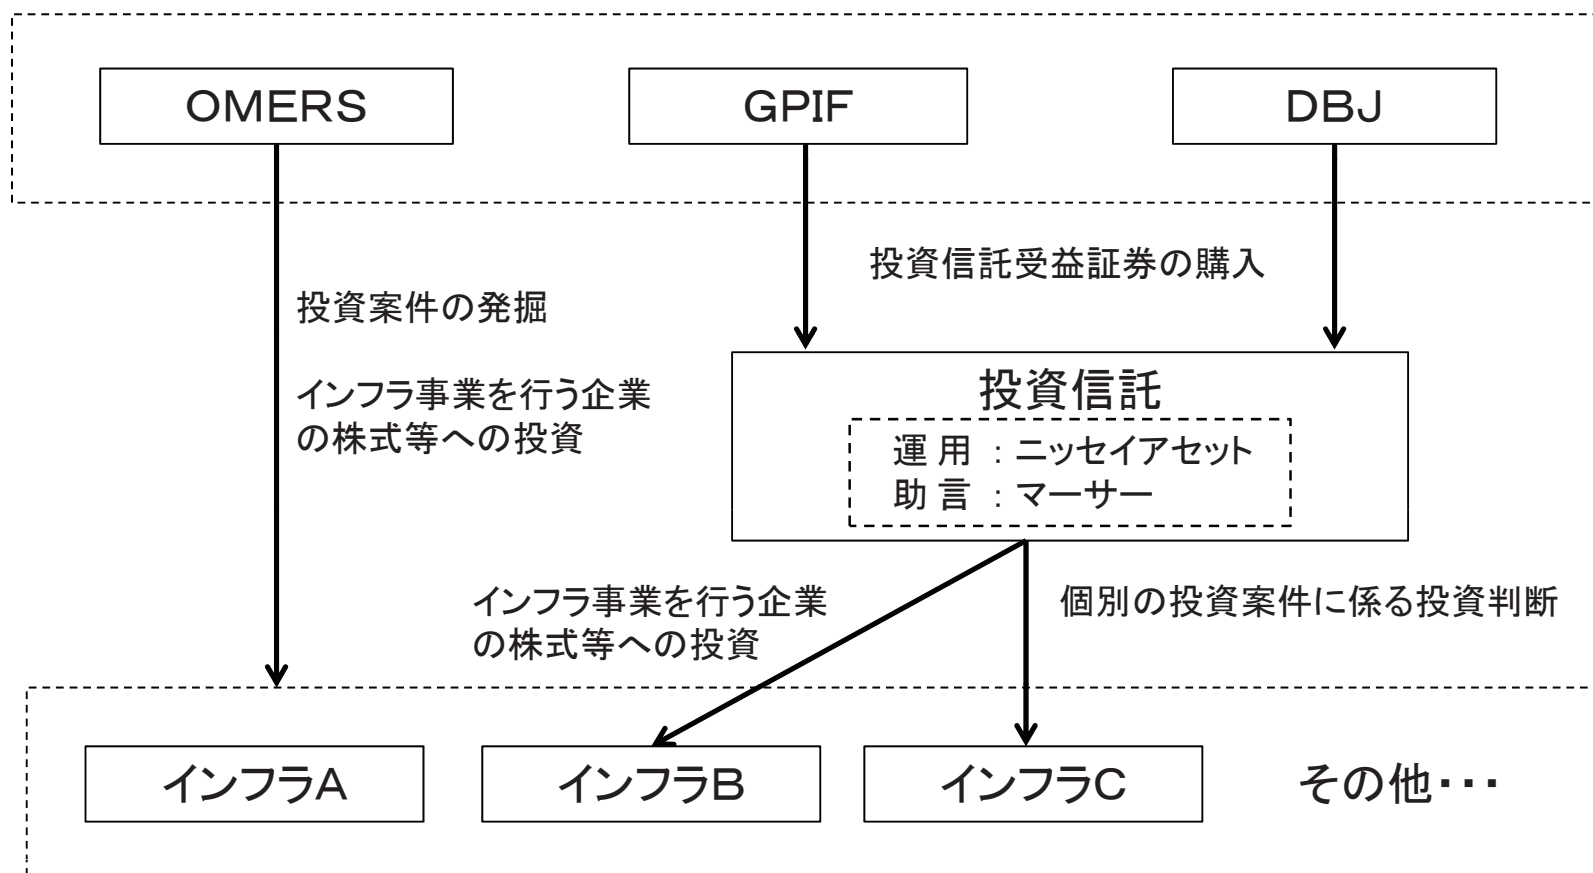 OMERS
GPIF
DBJ
投資信託受益証券の購入
投資案件の発掘
インフラ事業を行う企業
の株式等への投資
投資信託
運用 : ニッセイアセット
助言 : マーサー
インフラ事業を行う企業
の株式等への投資
個別の投資案件に係る投資判断
インフラA
インフラB
インフラC
その他・・・